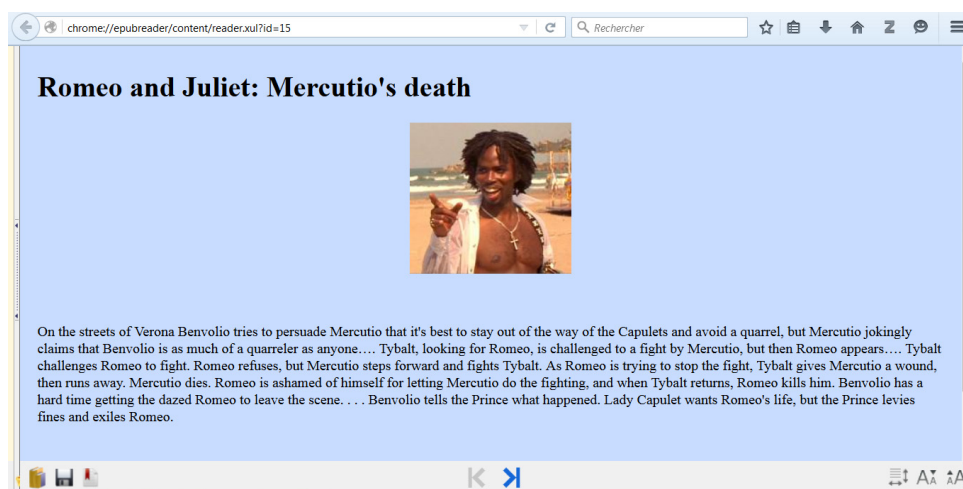 chrome://epubreader/content/reader.xul?id=15
Rechercher
Romeo and Juliet: Mercutio's death
On the streets of Verona Benvolio tries to persuade Mercutio that it's best to stay out of the way of the Capulets and avoid a quarrel, but Mercutio jokingly
claims that Benvolio is as much of a quarreler as anyone…. Tybalt, looking for Romeo, is challenged to a fight by Mercutio, but then Romeo appears…. Tybalt
challenges Romeo to fight. Romeo refuses, but Mercutio steps forward and fights Tybalt. As Romeo is trying to stop the fight, Tybalt gives Mercutio a wound,
then runs away. Mercutio dies. Romeo is ashamed of himself for letting Mercutio do the fighting, and when Tybalt returns, Romeo kills him. Benvolio has a
hard time getting the dazed Romeo to leave the scene. . . . Benvolio tells the Prince what happened. Lady Capulet wants Romeo's life, but the Prince levies
fines and exiles Romeo.